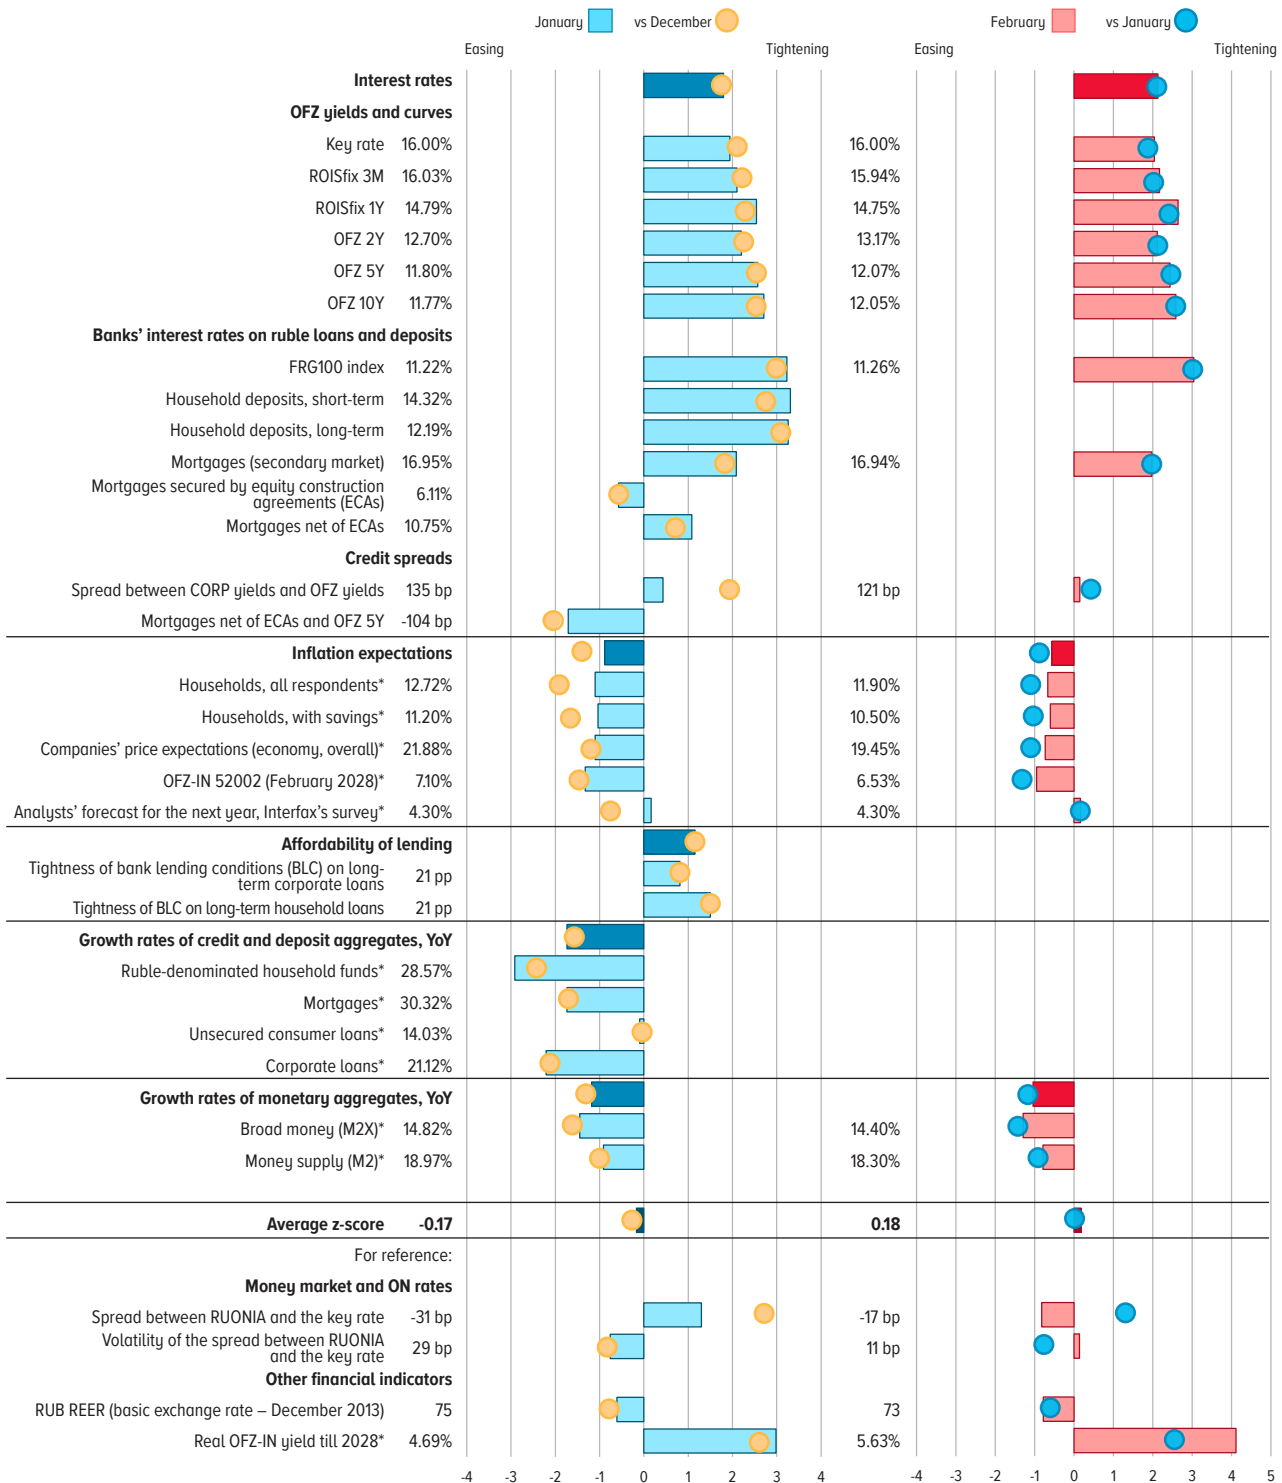 January vs December February vs January
Easing Tightening Easing Tightening
Interest rates
OFZ yields and curves
Key rate 16.00% 16.00%
ROISfix 3M 16.03% 15.94%
ROISfix 1Y 14.79% 14.75%
OFZ 2Y 12.70% 13.17%
OFZ 5Y 11.80% 12.07%
OFZ 10Y 11.77% 12.05%
Banks' interest rates on ruble loans and deposits
FRG100 index 11.22% 11.26%
Household deposits, short-term 14.32%
Household deposits, long-term 12.19%
Mortgages (secondary market) 16.95% 16.94%
Mortgages secured by equity construction
agreements (ECAs) 6.11%
Mortgages net of ECAs 10.75%
Credit spreads
Spread between CORP yields and OFZ yields 135 bp 121 bp
Mortgages net of ECAs and OFZ 5Y -104 bp
Inflation expectations
Households, all respondents* 12.72% 11.90%
Households, with savings* 11.20% 10.50%
Companies' price expectations (economy, overall)* 21.88% 19.45%
OFZ-IN 52002 (February 2028)* 7.10% 6.53%
Analysts' forecast for the next year, Interfax's survey* 4.30% 4.30%
Affordability of lending
Tightness of bank lending conditions (BLC) on long-
term corporate loans 21 pp
Tightness of BLC on long-term household loans 21 pp
Growth rates of credit and deposit aggregates, YoY
Ruble-denominated household funds* 28.57%
Mortgages* 30.32%
Unsecured consumer loans* 14.03%
Corporate loans* 21.12%
Growth rates of monetary aggregates, YoY
Broad money (M2X)* 14.82% 14.40%
Money supply (M2)* 18.97% 18.30%
Average z-score -0.17 0.18
For reference:
Money market and ON rates
Spread between RUONIA and the key rate -31 bp -17 bp
Volatility of the spread between RUONIA
and the key rate 29 bp 11 bp
Other financial indicators
RUB REER (basic exchange rate – December 2013) 75 73
Real OFZ-IN yield till 2028* 4.69% 5.63%
-4 -3 -2 -1 0 1 2 3 4 -4 -3 -2 -1 0 1 2 3 4 5